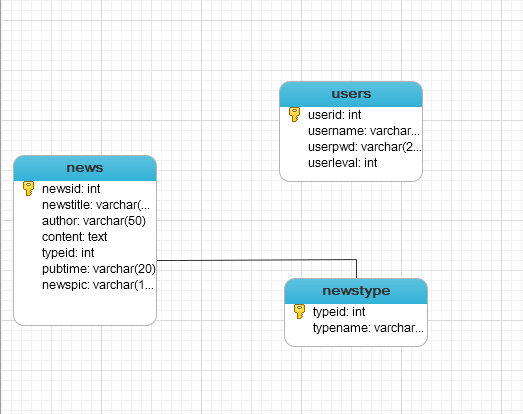 users
userid: int
username: varchar...
userpwd: varchar(2...
userleval: int
news
newsid: int
newstitle: varchar(...
author: varchar(50)
content: text
typeid: int
pubtime: varchar(20)
newspic: varchar(1...
newstype
typeid: int
typename: varchar...